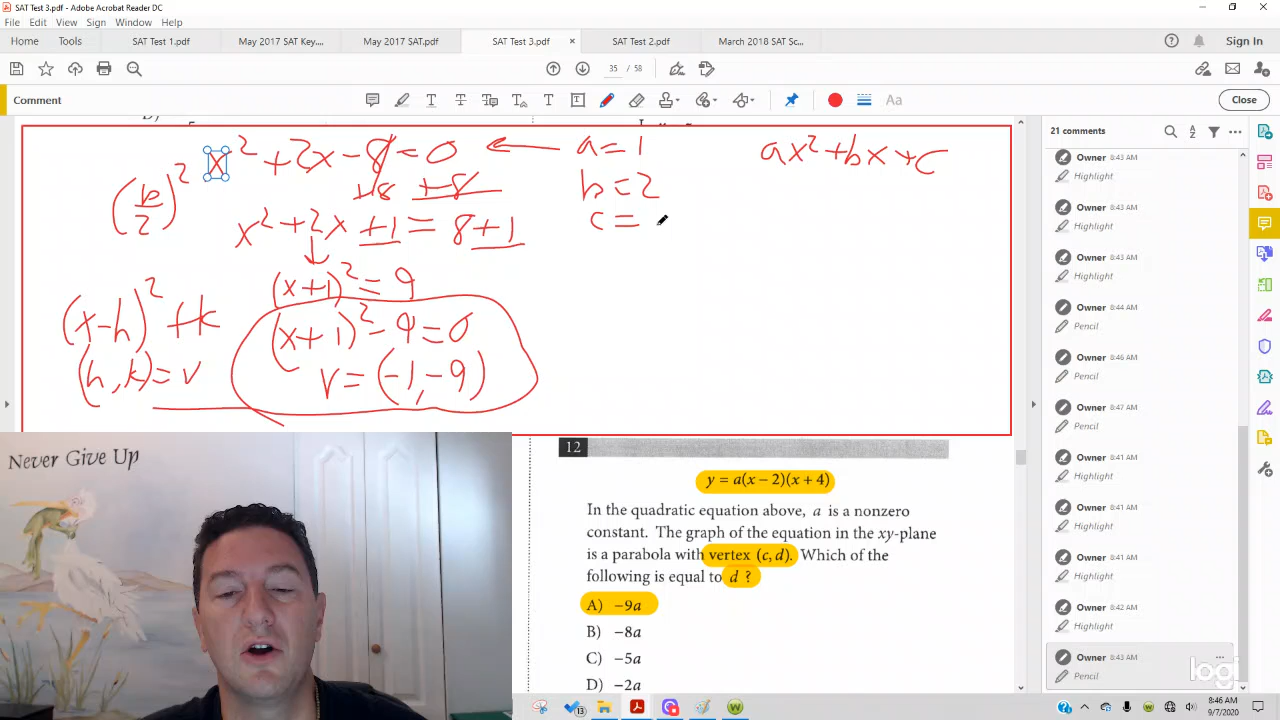 SAT Test 3.pdf - Adobe Acrobat Reader DC
File Edit View Sign Window Help
Home Tools SAT Test 1.pdf May 2017 SAT Key... May 2017 SAT.pdf SAT Test 3.pdf × SAT Test 2.pdf March 2018 SAT Sc... Sign In
35 / 58
Comment Aa Close
x² + 2x - 8 = 0 ← a = 1 ax² + bx + c
+8 +8 b = 2
(b/2)²
x² + 2x + 1 = 8 + 1 c =
(x+1)² = 9
(x-h)² + k (x+1)² - 9 = 0
(h,k) = v v = (-1, -9)
21 comments
Owner 8:43 AM
Highlight
Owner 8:43 AM
Highlight
Owner 8:43 AM
Highlight
Owner 8:44 AM
Highlight
Owner 8:46 AM
Pencil
Owner 8:47 AM
Pencil
Owner 8:41 AM
Highlight
Owner 8:41 AM
Highlight
Owner 8:41 AM
Highlight
Owner 8:42 AM
Highlight
Owner 8:43 AM
Pencil
Never Give Up
12
y = a(x − 2)(x + 4)
In the quadratic equation above, a is a nonzero
constant. The graph of the equation in the xy-plane
is a parabola with vertex (c, d). Which of the
following is equal to d ?
A) −9a
B) −8a
C) −5a
D) −2a
logi
13
8:46 AM
9/7/2020